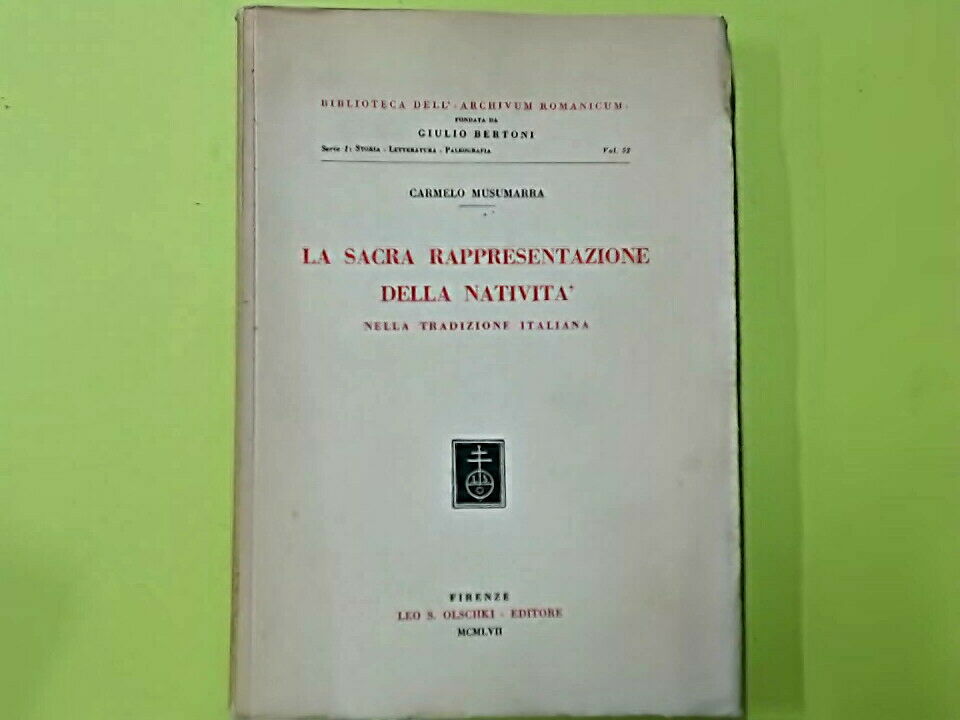 BIBLIOTECA DELL' «ARCHIVUM ROMANICUM»
FONDATA DA
GIULIO BERTONI
Serie I: STORIA - LETTERATURA - PALEOGRAFIA Vol. 52
CARMELO MUSUMARRA
LA SACRA RAPPRESENTAZIONE
DELLA NATIVITA'
NELLA TRADIZIONE ITALIANA
FIRENZE
LEO S. OLSCHKI - EDITORE
MCMLVII